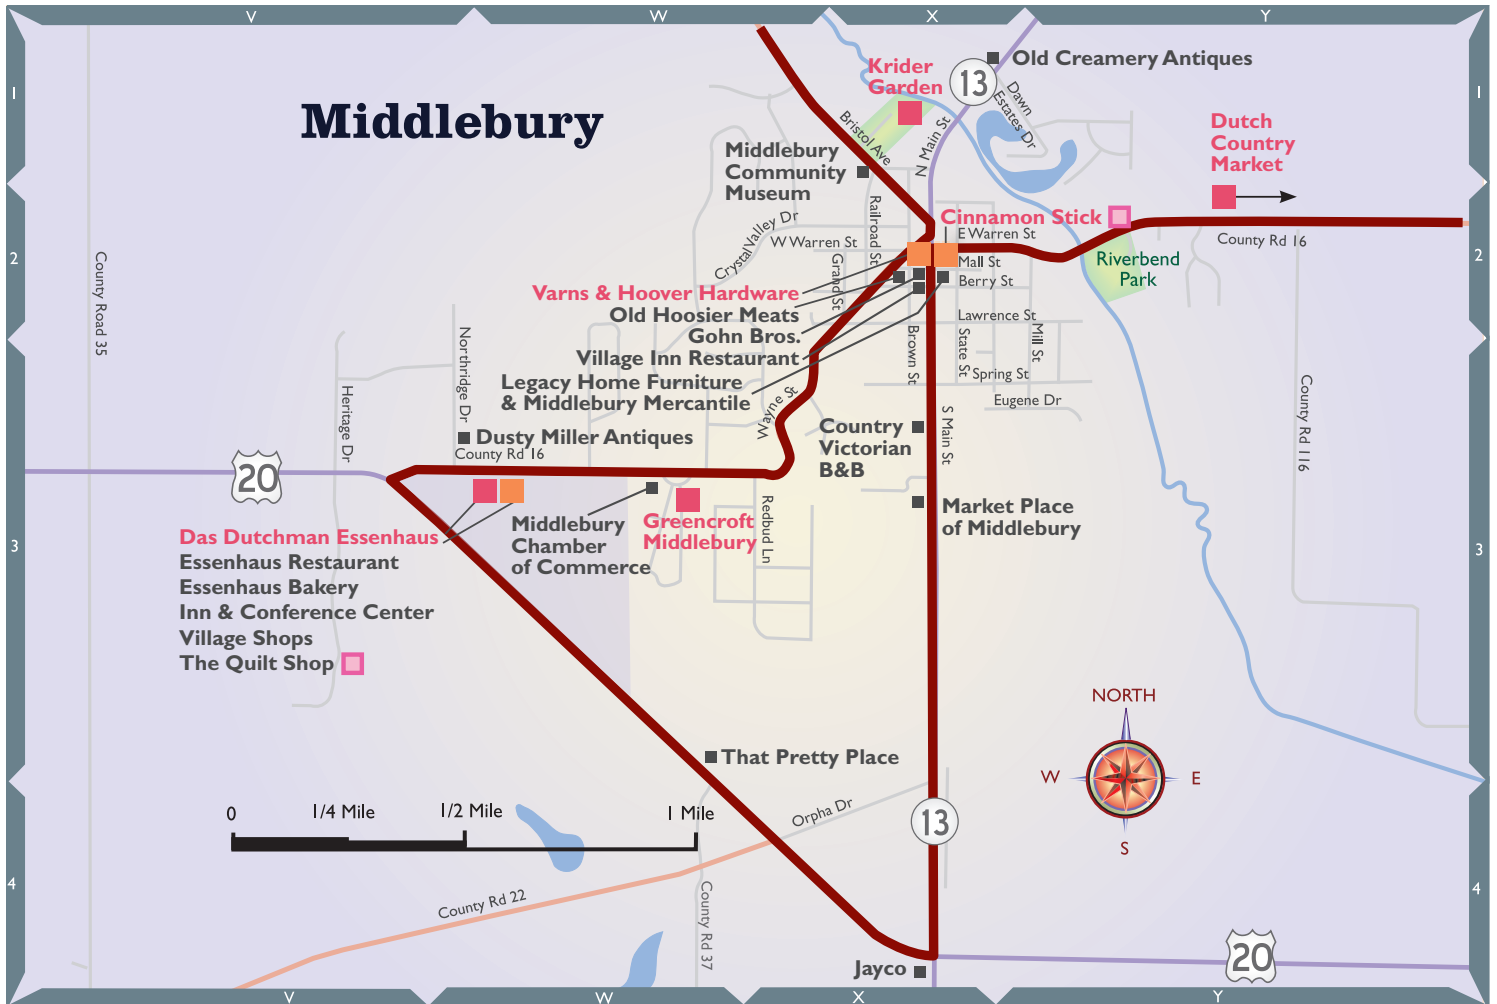 V
W
X
Y
1
1
Middlebury
Krider
Garden
13
Old Creamery Antiques
Dawn
Estates Dr
Bristol Ave
N Main St
Dutch
Country
Market
Middlebury
Community
Museum
Cinnamon Stick
Crystal Valley Dr
Railroad St
W Warren St
E Warren St
County Rd 16
2
2
County Road 35
Grand St
Mall St
Riverbend
Park
Berry St
Varns & Hoover Hardware
Old Hoosier Meats
Gohn Bros.
Village Inn Restaurant
Legacy Home Furniture
& Middlebury Mercantile
Lawrence St
Brown St
State St
Mill St
Spring St
Eugene Dr
Northridge Dr
Heritage Dr
Wayne St
County Rd 116
Dusty Miller Antiques
County Rd 16
Country
Victorian
B&B
S Main St
20
Market Place
of Middlebury
Das Dutchman Essenhaus
Essenhaus Restaurant
Essenhaus Bakery
Inn & Conference Center
Village Shops
The Quilt Shop
Middlebury
Chamber
of Commerce
Greencroft
Middlebury
Redbud Ln
3
3
NORTH
W
E
S
That Pretty Place
0
1/4 Mile
1/2 Mile
1 Mile
Orpha Dr
13
4
4
County Rd 22
County Rd 37
Jayco
20
V
W
X
Y